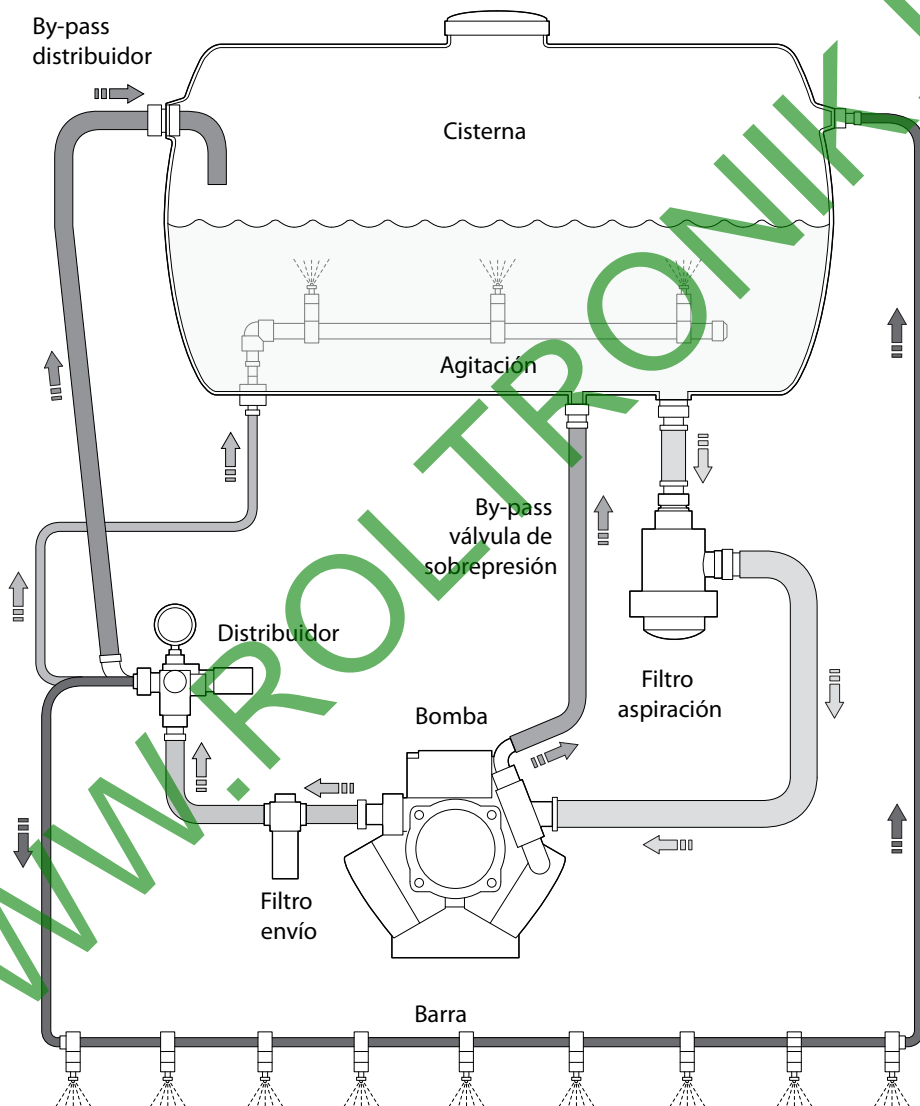 By-pass
distribuidor
Cisterna
Agitación
By-pass
válvula de
sobrepresión
Distribuidor
Filtro
aspiración
Bomba
Filtro
envío
Barra
WWW.ROLTRONIK